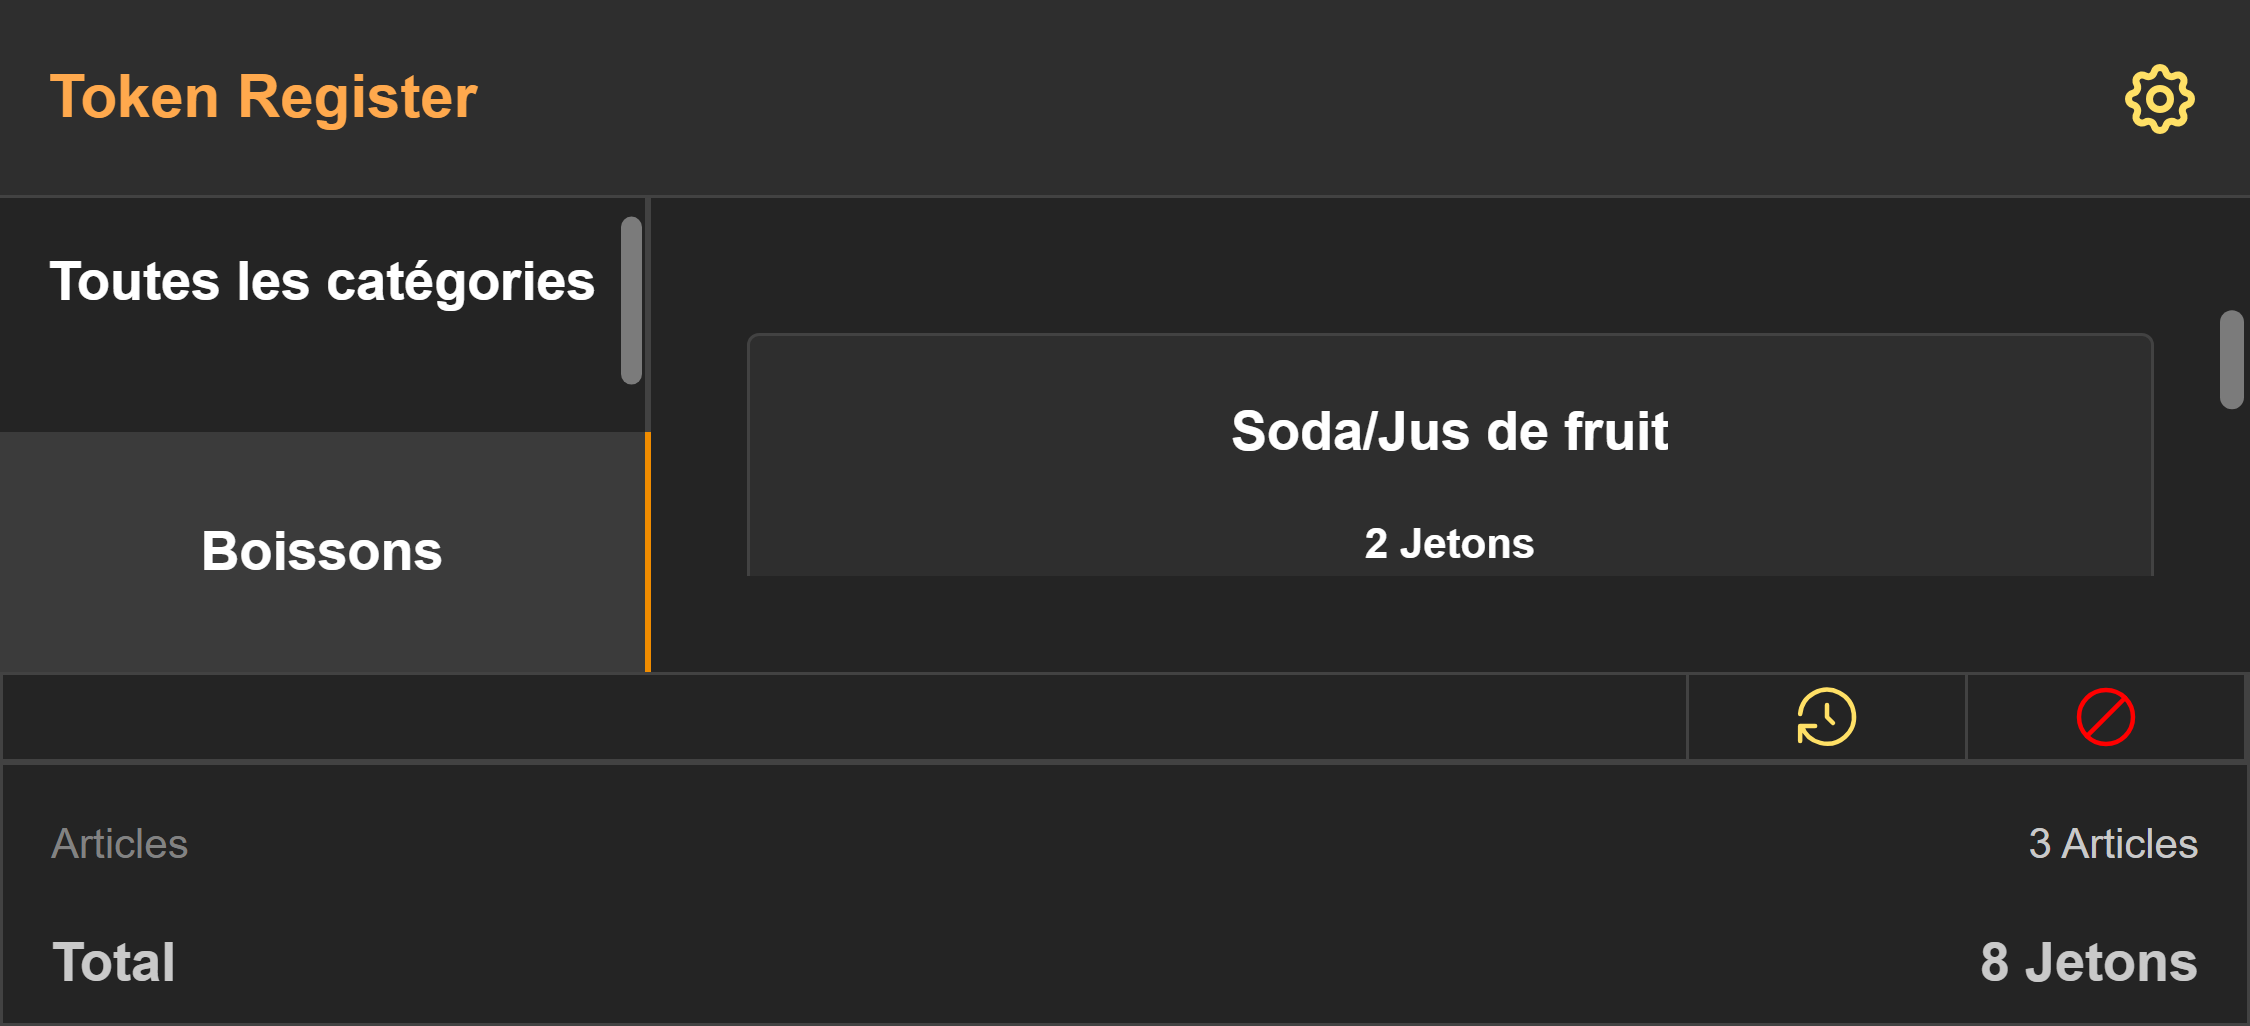 Token Register
Toutes les catégories
Boissons
Soda/Jus de fruit
2 Jetons
Articles
3 Articles
Total
8 Jetons